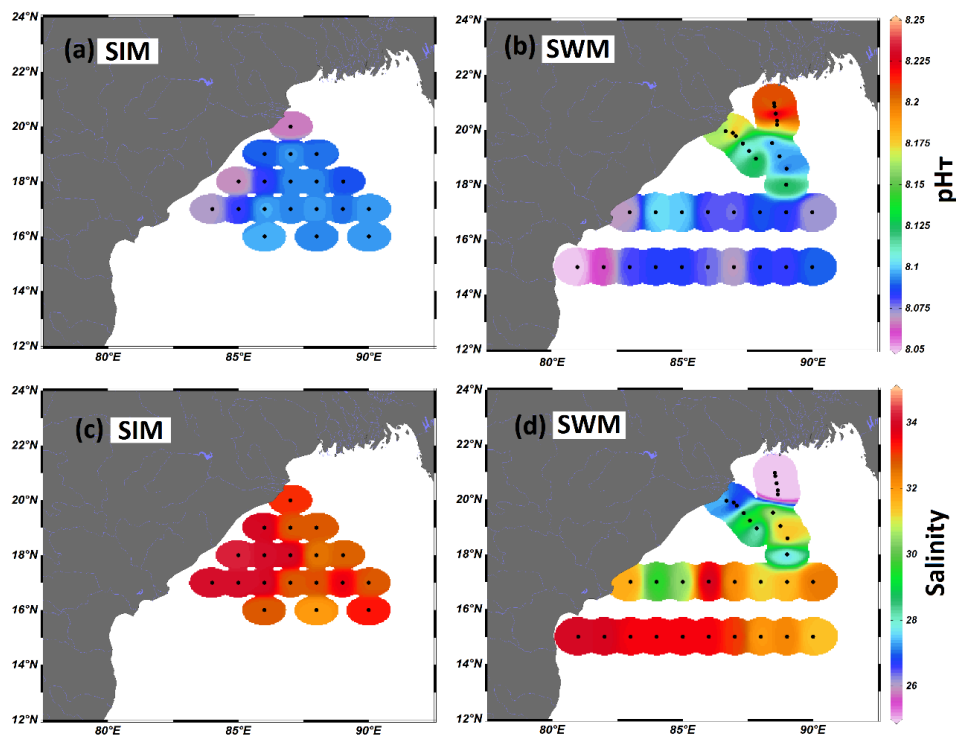 24°N
22°N
20°N
18°N
16°N
14°N
12°N
80°E
85°E
90°E
(a) SIM
24°N
22°N
20°N
18°N
16°N
14°N
12°N
80°E
85°E
90°E
(b) SWM
8.25
8.225
8.2
8.175
8.15
8.125
8.1
8.075
8.05
pHT
24°N
22°N
20°N
18°N
16°N
14°N
12°N
80°E
85°E
90°E
(c) SIM
24°N
22°N
20°N
18°N
16°N
14°N
12°N
80°E
85°E
90°E
(d) SWM
34
32
30
28
26
Salinity